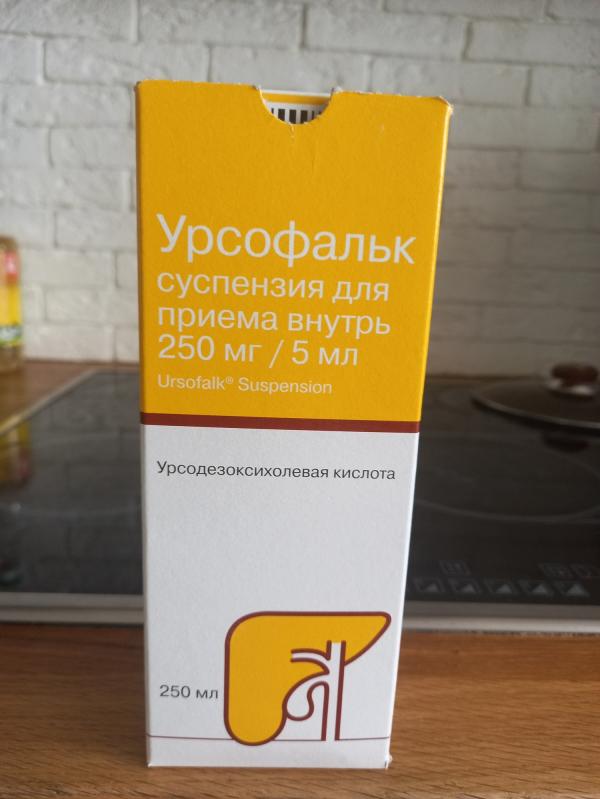 Урсофальк
суспензия для
приема внутрь
250 мг / 5 мл
Ursofalk® Suspension
Урсодезоксихолевая кислота
250 мл